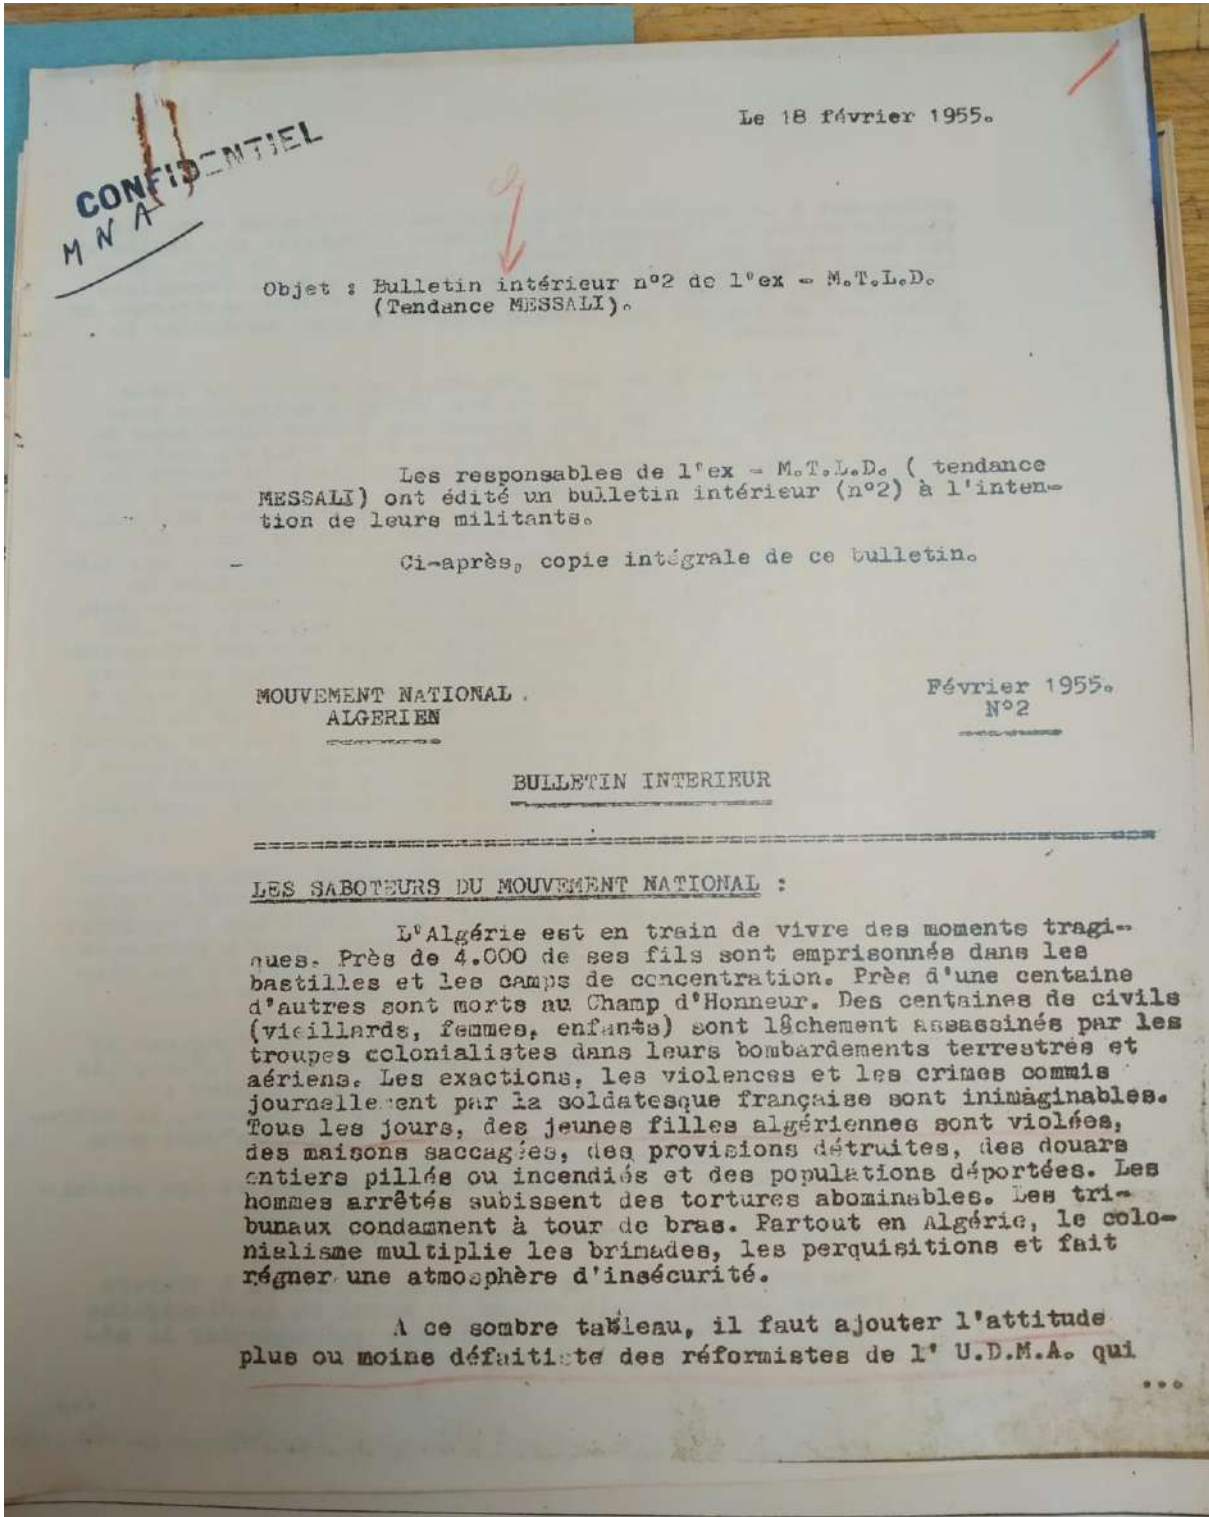 Le 18 février 1955.
CONFIDENTIEL
MNA
Objet : Bulletin intérieur n°2 de l'ex - M.T.L.D.
(Tendance MESSALI).
Les responsables de l'ex - M.T.L.D. ( tendance
MESSALI) ont édité un bulletin intérieur (n°2) à l'inten-
tion de leurs militants.
Ci-après, copie intégrale de ce bulletin.
MOUVEMENT NATIONAL.
ALGERIEN
Février 1955.
N°2
BULLETIN INTERIEUR
LES SABOTEURS DU MOUVEMENT NATIONAL :
L'Algérie est en train de vivre des moments tragi-
ques. Près de 4.000 de ses fils sont emprisonnés dans les
bastilles et les camps de concentration. Près d'une centaine
d'autres sont morts au Champ d'Honneur. Des centaines de civils
(vieillards, femmes, enfants) sont lâchement assassinés par les
troupes colonialistes dans leurs bombardements terrestres et
aériens. Les exactions, les violences et les crimes commis
journellement par la soldatesque française sont inimaginables.
Tous les jours, des jeunes filles algériennes sont violées,
des maisons saccagées, des provisions détruites, des douars
entiers pillés ou incendiés et des populations déportées. Les
hommes arrêtés subissent des tortures abominables. Les tri-
bunaux condamnent à tour de bras. Partout en Algérie, le colo-
nialisme multiplie les brimades, les perquisitions et fait
régner une atmosphère d'insécurité.
A ce sombre tableau, il faut ajouter l'attitude
plus ou moins défaitiste des réformistes de l' U.D.M.A. qui
...